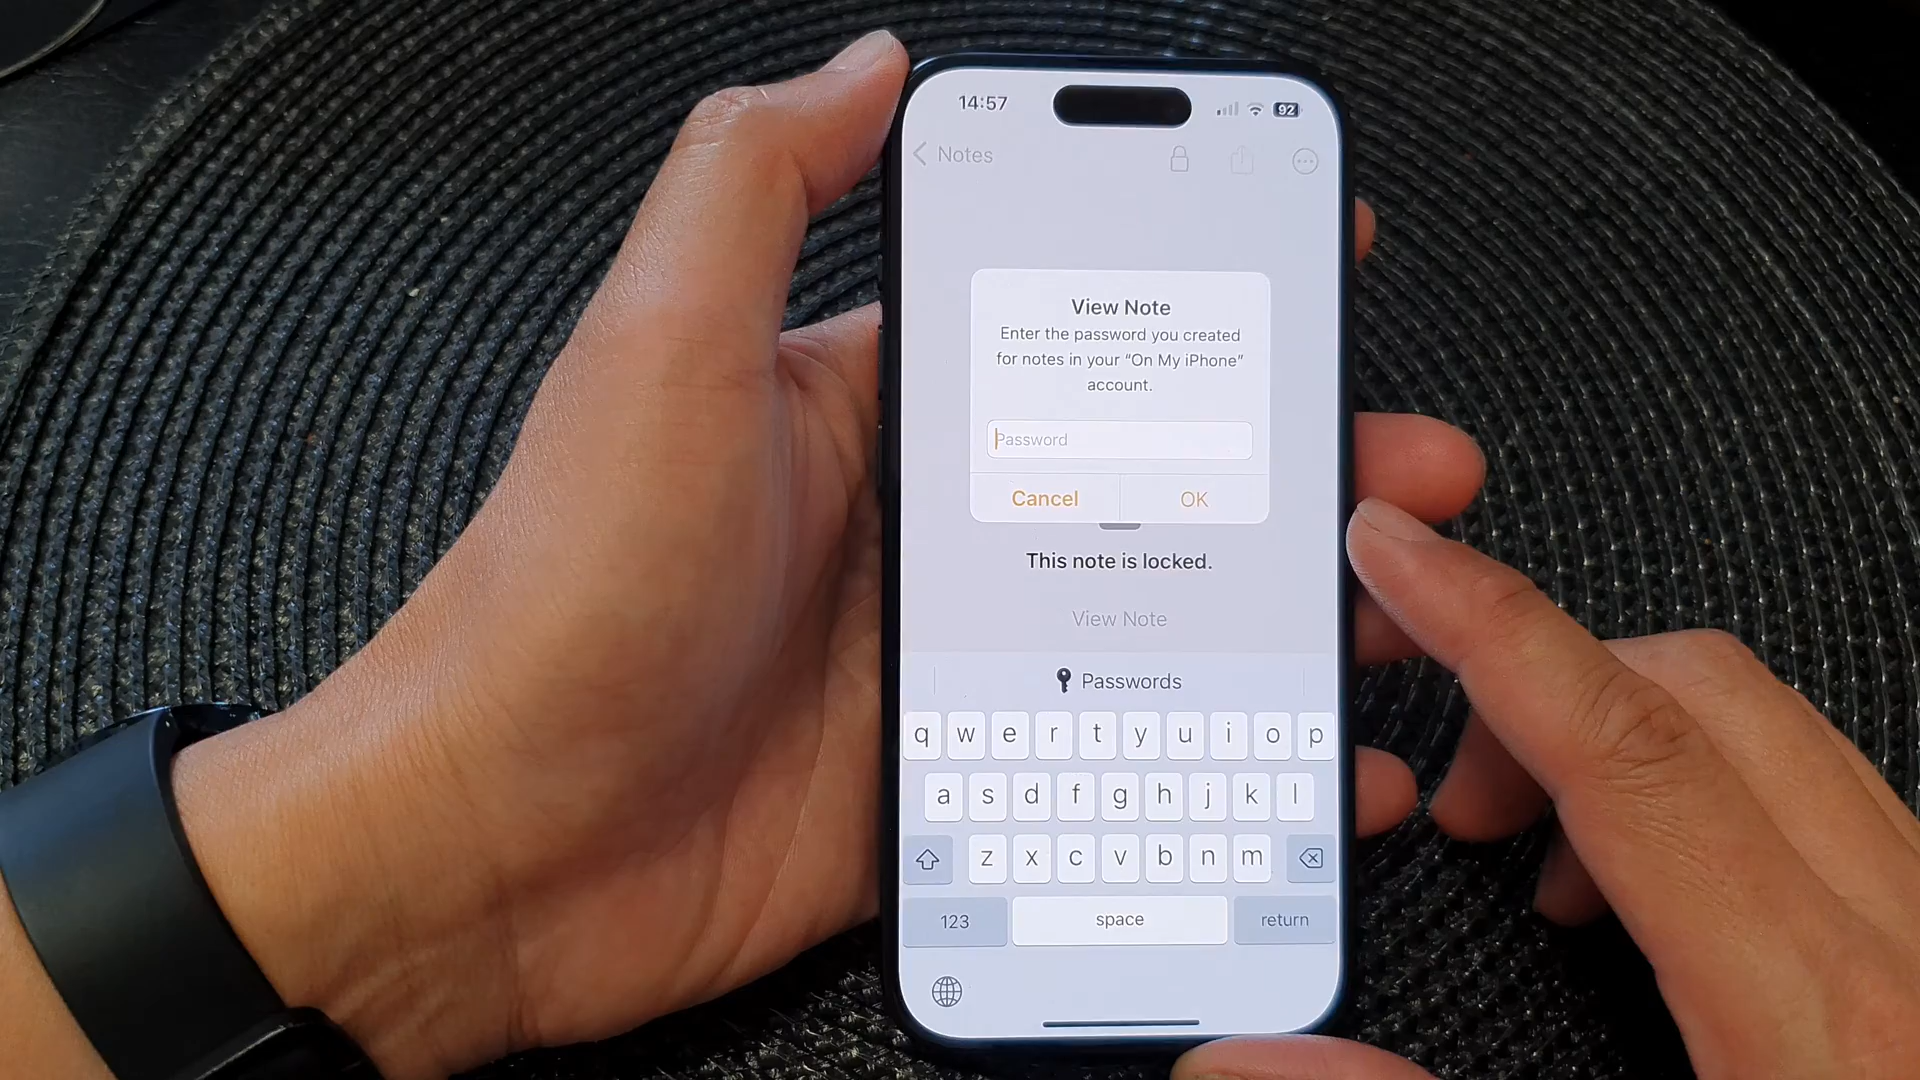 14:57
92
Notes
View Note
Enter the password you created
for notes in your “On My iPhone”
account.
Password
Cancel
OK
This note is locked.
View Note
Passwords
q w e r t y u i o p
a s d f g h j k l
z x c v b n m
123
space
return